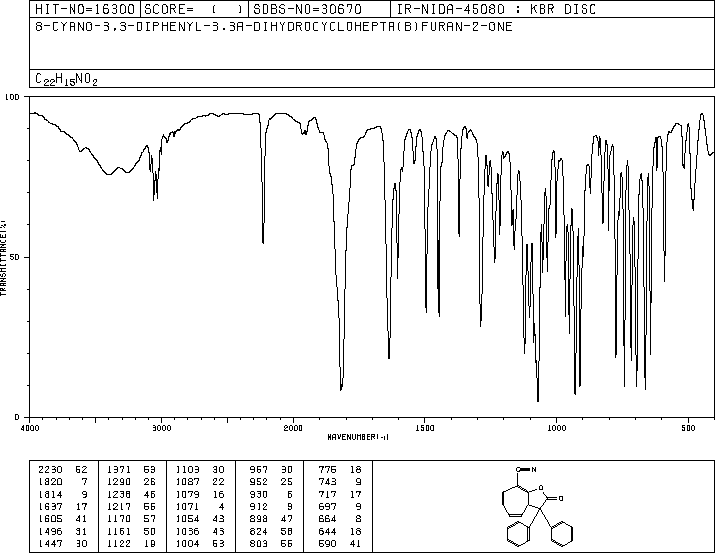 HIT-NO=16300 SCORE= ( ) SDBS-NO=30670 IR-NIDA-45080 : KBR DISC
8-CYANO-3,3-DIPHENYL-3,3A-DIHYDROCYCLOHEPTA(B)FURAN-2-ONE
C22H15NO2
100
50
0
TRANSMITTANCE(%)
4000 3000 2000 1500 1000 500
WAVENUMBER(-1)
2230 52 1371 53 1103 30 967 30 776 18
1820 7 1290 26 1087 22 952 25 743 9
1814 9 1238 46 1079 16 930 6 717 17
1637 17 1217 55 1071 4 912 9 697 9
1605 41 1170 57 1054 43 898 47 664 8
1496 31 1161 50 1036 43 824 58 644 18
1447 30 1122 19 1004 53 803 55 590 41
C N
O
O